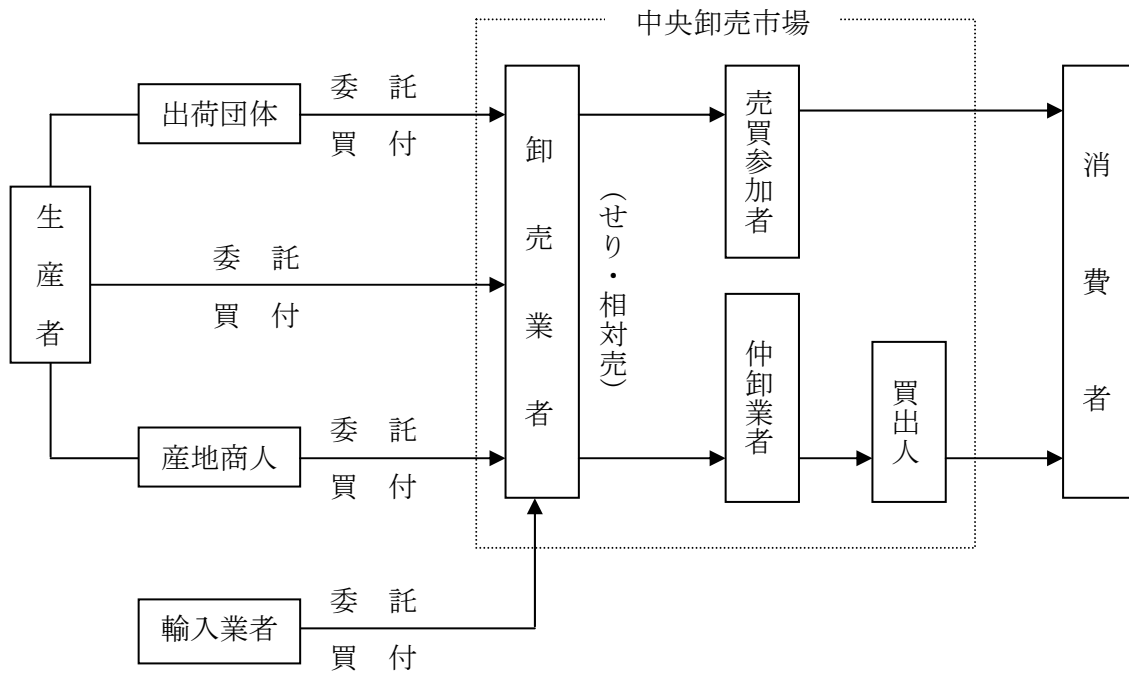 中央卸売市場
出荷団体
委 託
買 付
生産者
委 託
買 付
産地商人
委 託
買 付
輸入業者
委 託
買 付
卸売業者
(せり・相対売)
売買参加者
仲卸業者
買出人
消費者